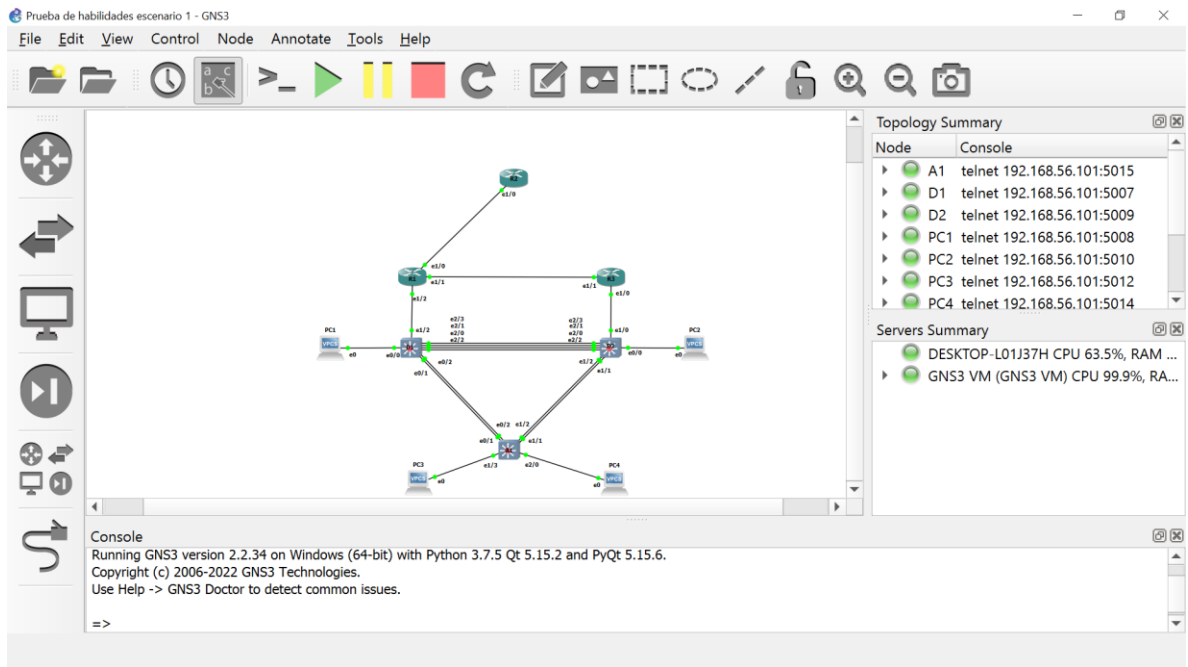 Prueba de habilidades escenario 1 - GNS3
File Edit View Control Node Annotate Tools Help
Topology Summary
Node Console
A1 telnet 192.168.56.101:5015
D1 telnet 192.168.56.101:5007
D2 telnet 192.168.56.101:5009
PC1 telnet 192.168.56.101:5008
PC2 telnet 192.168.56.101:5010
PC3 telnet 192.168.56.101:5012
PC4 telnet 192.168.56.101:5014
Servers Summary
DESKTOP-L01J37H CPU 63.5%, RAM ...
GNS3 VM (GNS3 VM) CPU 99.9%, RA...
R2
e1/0
e1/0
R1 R3
e1/1 e1/1
e1/2 e1/0
e2/3 e2/3
e2/1 e2/1
PC1 e1/2 e2/0 e2/0 e1/0 PC2
e2/2 e2/2
VPCS VPCS
e0 e0/0 D1 D2 e0/0 e0
e0/2 e1/2
e0/1 e1/1
e0/2 e1/2
e0/1 e1/1
PC3 e1/3 e2/0 PC4
VPCS e0 e0 VPCS
Console
Running GNS3 version 2.2.34 on Windows (64-bit) with Python 3.7.5 Qt 5.15.2 and PyQt 5.15.6.
Copyright (c) 2006-2022 GNS3 Technologies.
Use Help -> GNS3 Doctor to detect common issues.
=>